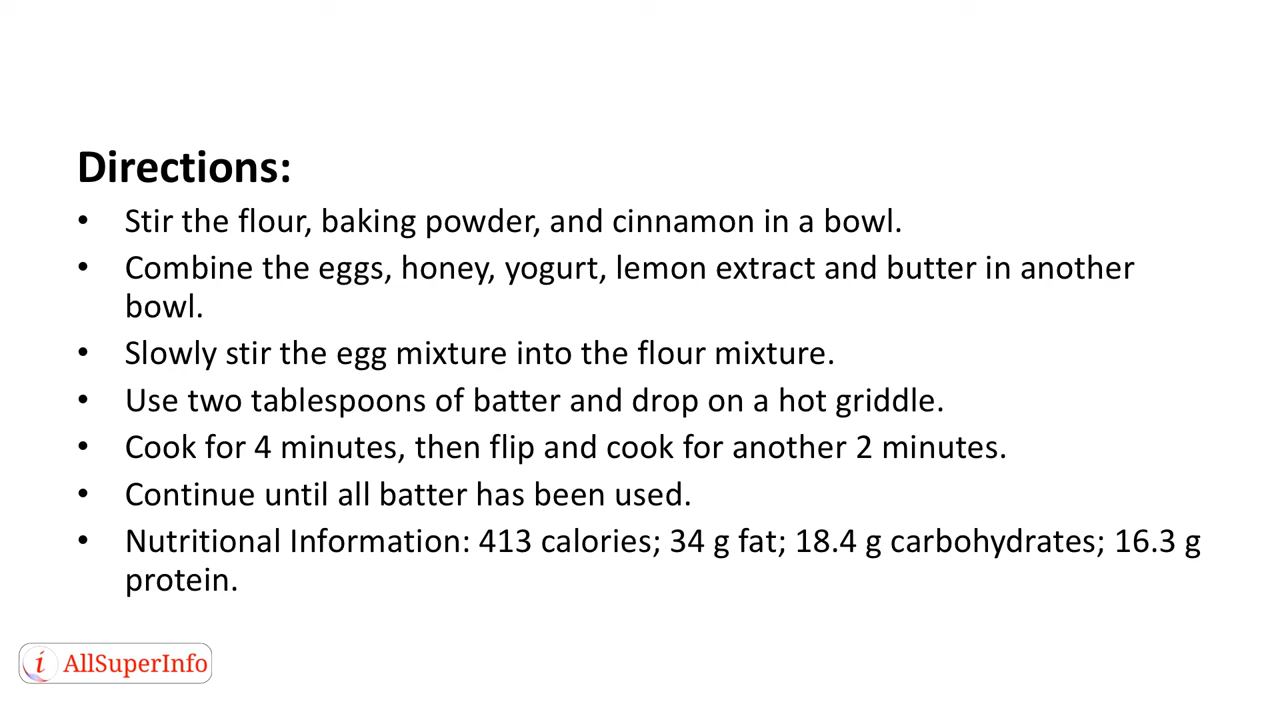 Directions:
• Stir the flour, baking powder, and cinnamon in a bowl.
• Combine the eggs, honey, yogurt, lemon extract and butter in another
bowl.
• Slowly stir the egg mixture into the flour mixture.
• Use two tablespoons of batter and drop on a hot griddle.
• Cook for 4 minutes, then flip and cook for another 2 minutes.
• Continue until all batter has been used.
• Nutritional Information: 413 calories; 34 g fat; 18.4 g carbohydrates; 16.3 g
protein.
i AllSuperInfo